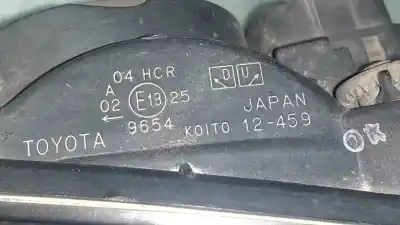 04 HCR
A
02 E13 25
D U
← 9654
JAPAN
TOYOTA
KOITO 12-459
OK